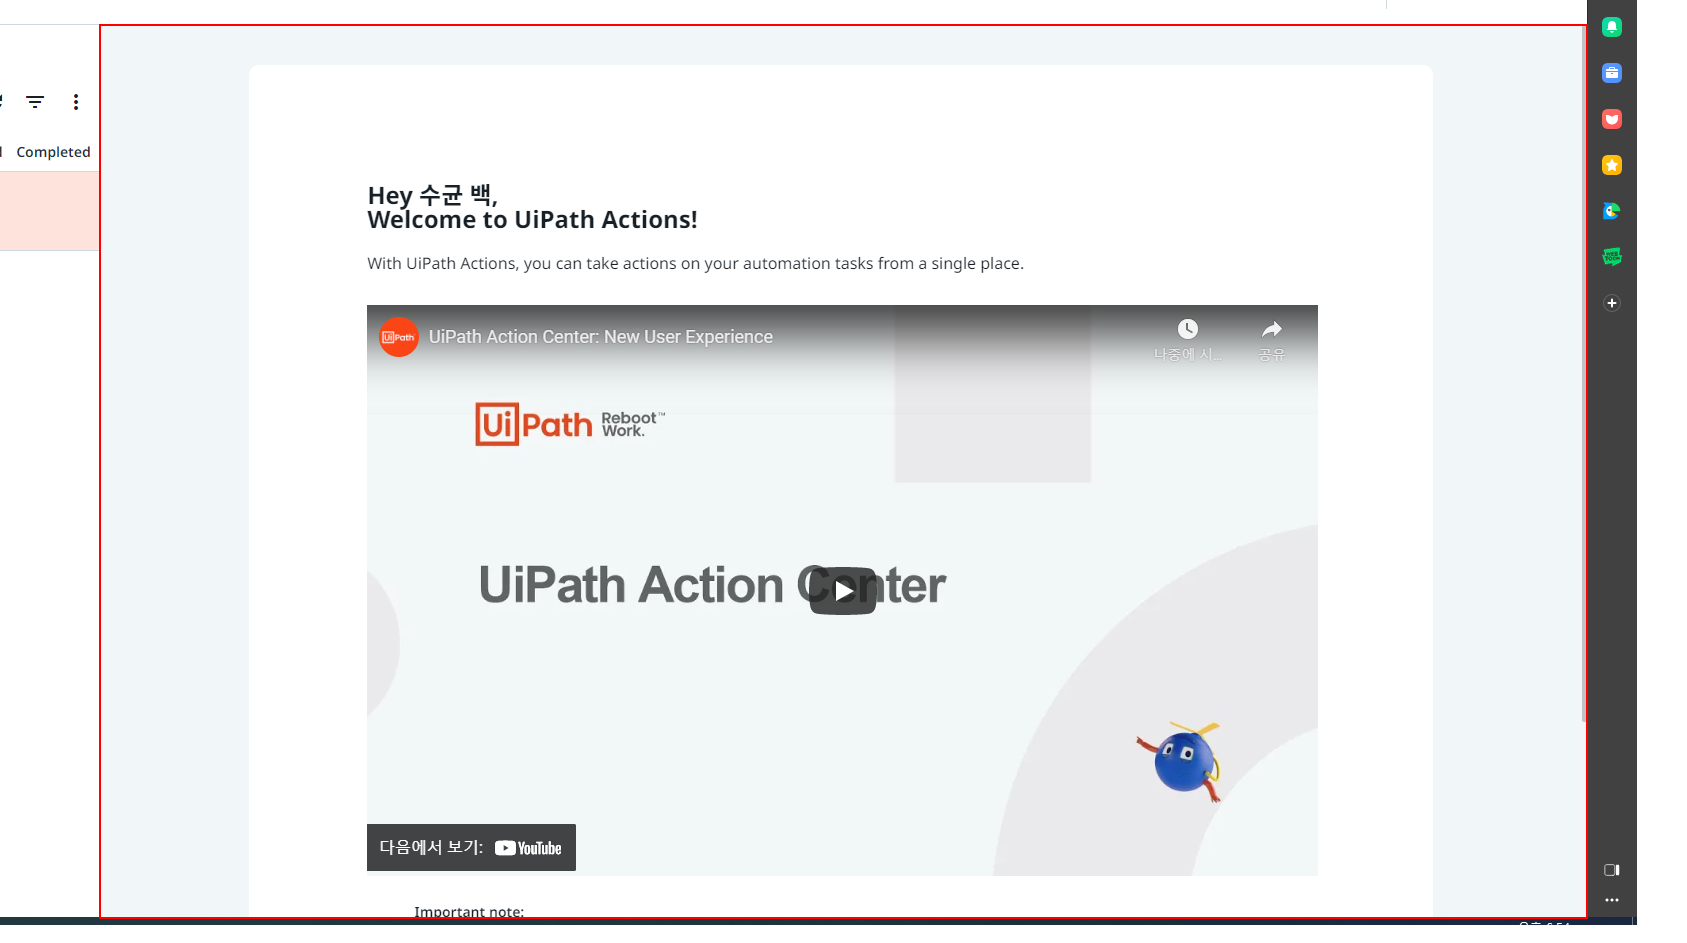 Completed
Hey 수균 백,
Welcome to UiPath Actions!
With UiPath Actions, you can take actions on your automation tasks from a single place.
UiPath
UiPath Action Center: New User Experience
나중에 시...
공유
UiPath Reboot™
Work.
UiPath Action Center
다음에서 보기: YouTube
Important note: